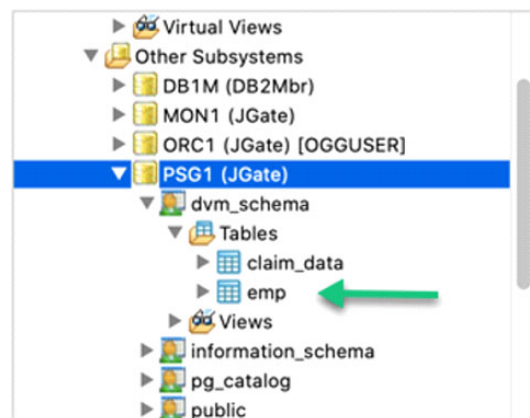 Virtual Views
Other Subsystems
DB1M (DB2Mbr)
MON1 (JGate)
ORC1 (JGate) [OGGUSER]
PSG1 (JGate)
dvm_schema
Tables
claim_data
emp
Views
information_schema
pg_catalog
public